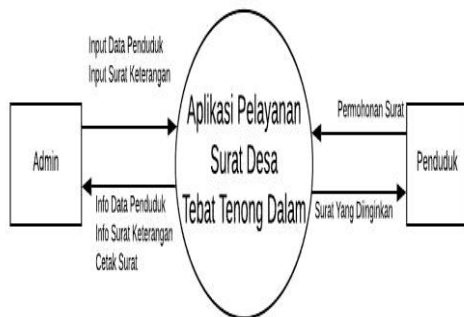 Input Data Penduduk
Input Surat Keterangan
Admin
Info Data Penduduk
Info Surat Keterangan
Cetak Surat
Aplikasi Pelayanan
Surat Desa
Tebat Tenong Dalam
Permohonan Surat
Penduduk
Surat Yang Diinginkan